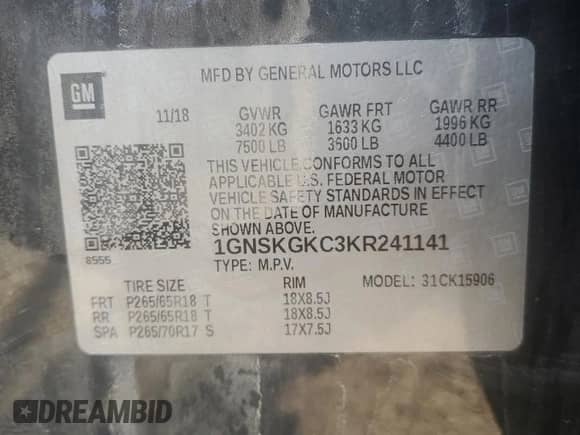 GM
MFD BY GENERAL MOTORS LLC
11/18 GVWR GAWR FRT GAWR RR
3402 KG 1633 KG 1996 KG
7500 LB 3600 LB 4400 LB
THIS VEHICLE CONFORMS TO ALL
APPLICABLE U.S. FEDERAL MOTOR
VEHICLE SAFETY STANDARDS IN EFFECT
ON THE DATE OF MANUFACTURE
SHOWN ABOVE.
8555 1GNSKGKC3KR241141
TYPE: M.P.V. MODEL: 31CK15906
TIRE SIZE RIM
FRT P265/65R18 T 18X8.5J
RR P265/65R18 T 18X8.5J
SPA P265/70R17 S 17X7.5J
DREAMBID